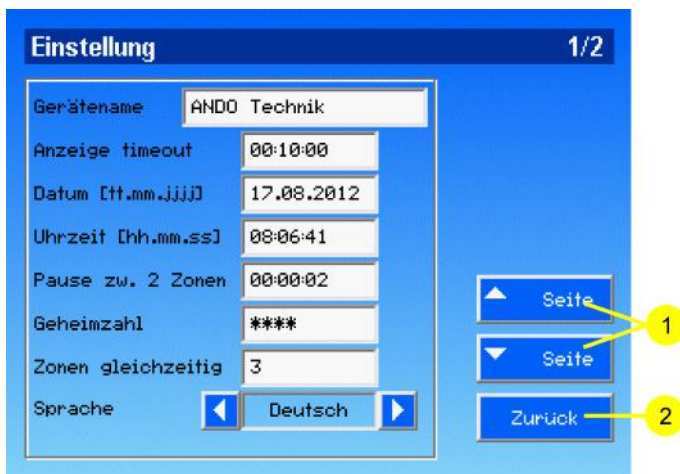 Einstellung 1/2
Gerätename ANDO Technik
Anzeige timeout 00:10:00
Datum [tt.mm.jjjj] 17.08.2012
Uhrzeit [hh.mm.ss] 08:06:41
Pause zw. 2 Zonen 00:00:02
Geheimzahl ****
Zonen gleichzeitig 3
Sprache Deutsch
Seite
1
Seite
Zurück 2